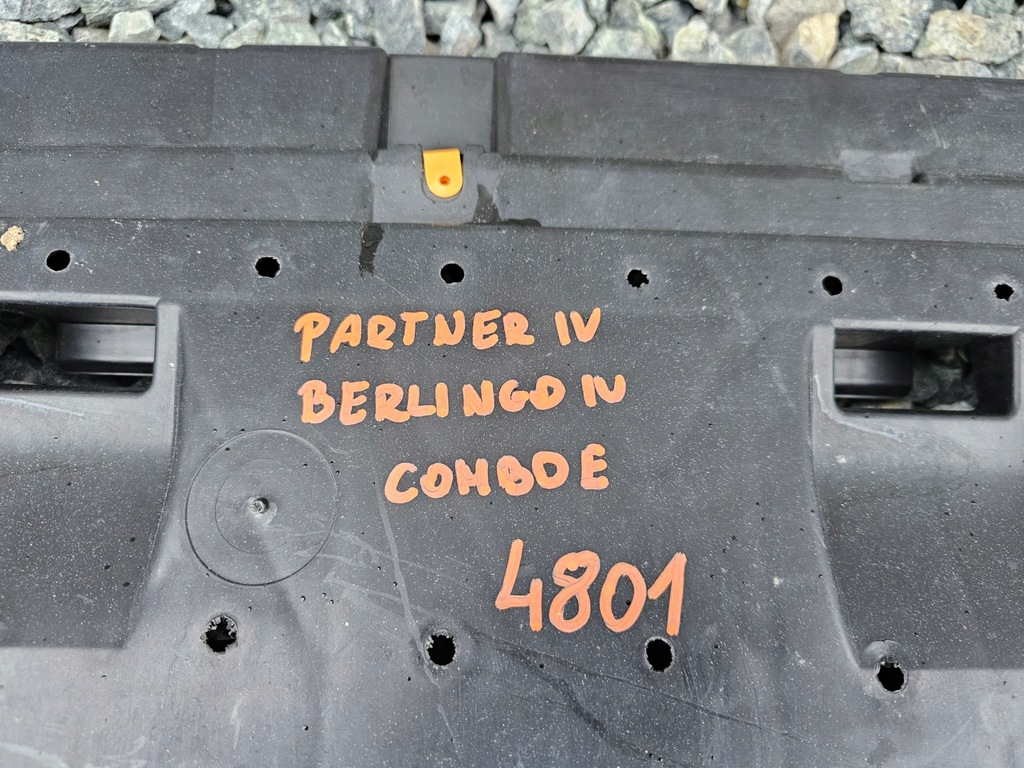 PARTNER IV
BERLINGO IV
COMBO E
4801